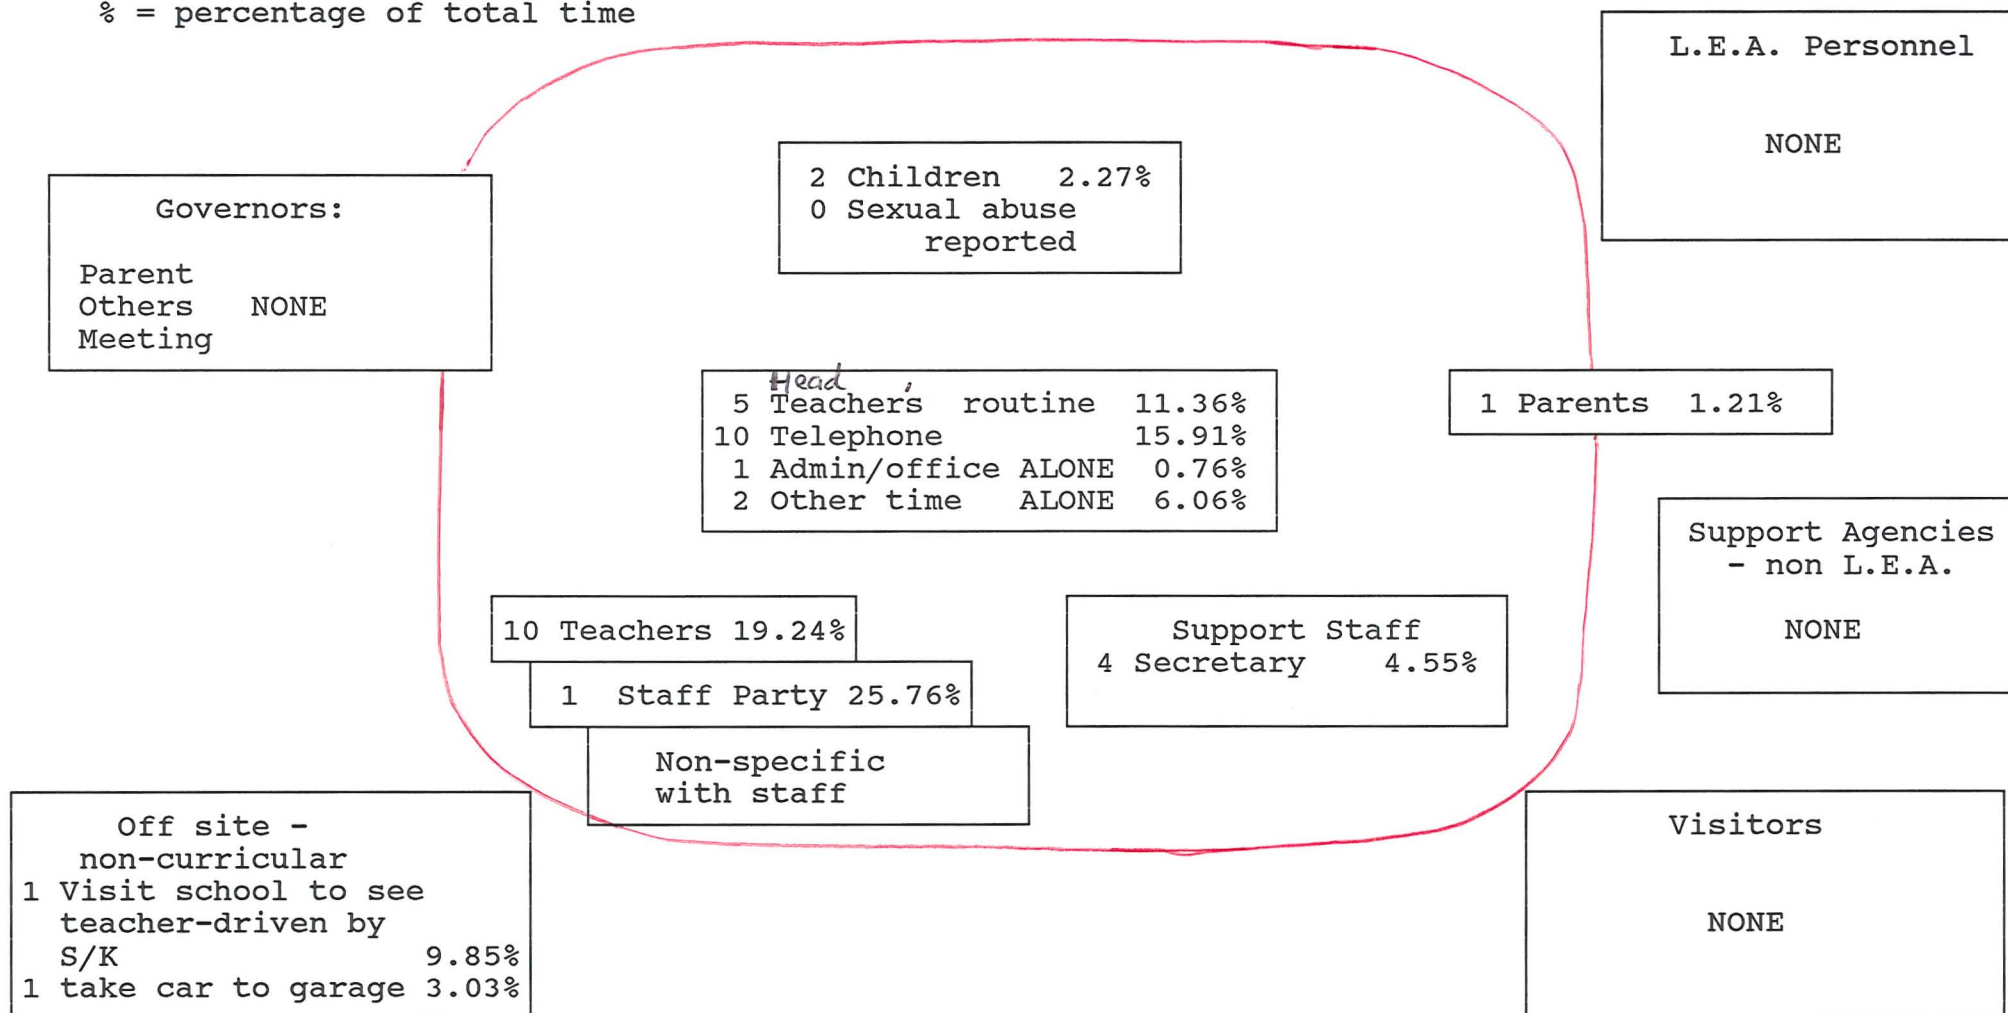 % = percentage of total time
L.E.A. Personnel
NONE
2 Children 2.27%
0 Sexual abuse
reported
Governors:
Parent
Others NONE
Meeting
Head
5 Teacher's routine 11.36%
10 Telephone 15.91%
1 Admin/office ALONE 0.76%
2 Other time ALONE 6.06%
1 Parents 1.21%
Support Agencies
- non L.E.A.
NONE
10 Teachers 19.24%
1 Staff Party 25.76%
Non-specific
with staff
Support Staff
4 Secretary 4.55%
Off site -
non-curricular
1 Visit school to see
teacher-driven by
S/K 9.85%
1 take car to garage 3.03%
Visitors
NONE